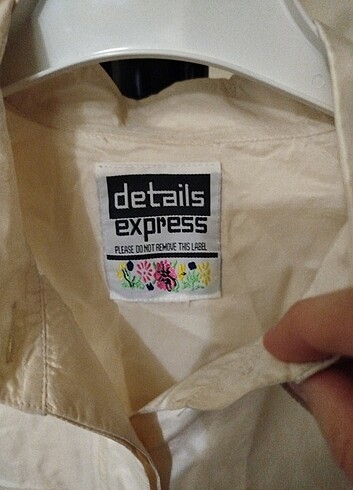 details
express
PLEASE DO NOT REMOVE THIS LABEL